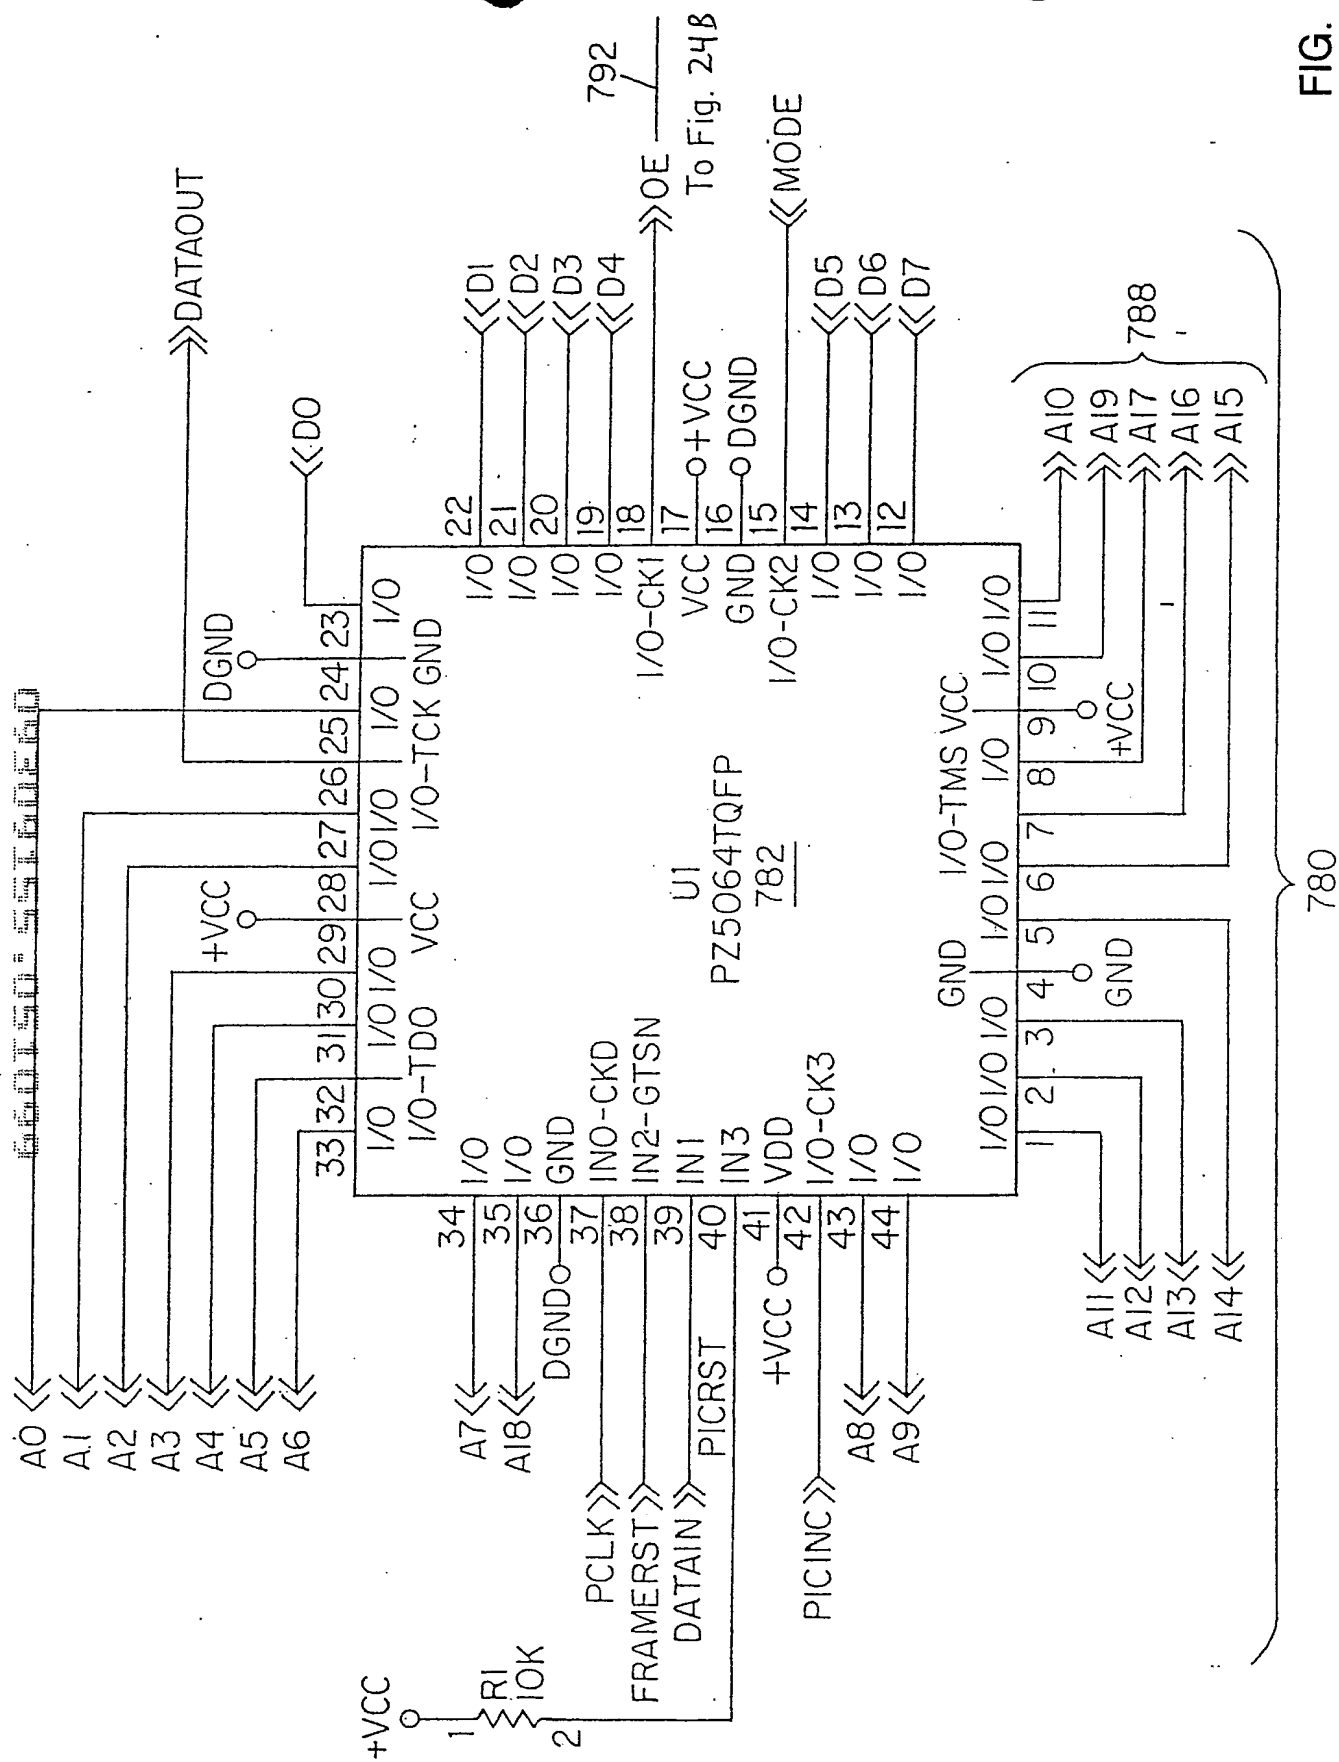 FIG.
792
To Fig. 24B
>>OE
<<MODE
>>DATAOUT
<<D0
<<D1
<<D2
<<D3
<<D4
<<D5
<<D6
<<D7
+VCC
DGND
DGND
22 I/O
21 I/O
20 I/O
19 I/O
18 I/O-CK1
17 VCC
16 GND
15 I/O-CK2
14 I/O
13 I/O
12 I/O
23 I/O
24 GND
25 I/O
26 I/O-TCK
27 I/O
28 I/O
29 VCC
+VCC
30 I/O
31 I/O
32 I/O-TDO
33 I/O
U1
PZ5064TQFP
782
11 I/O
10 I/O
9 VCC
+VCC
8 I/O
7 I/O-TMS
6 I/O
5 I/O
4 GND
GND
3 I/O
2 I/O
1 I/O
34 I/O
35 I/O
36 GND
37 IN0-CKD
38 IN2-GTSN
39 IN1
40 IN3
41 VDD
42 I/O-CK3
43 I/O
44 I/O
A10
A19
A17
A16
A15
788
A0
A1
A2
A3
A4
A5
A6
A7
A18
DGND
PCLK
FRAMERST
DATAIN
PICRST
+VCC
PICINC
A8
A9
A11
A12
A13
A14
+VCC
1
R1
10K
2
780